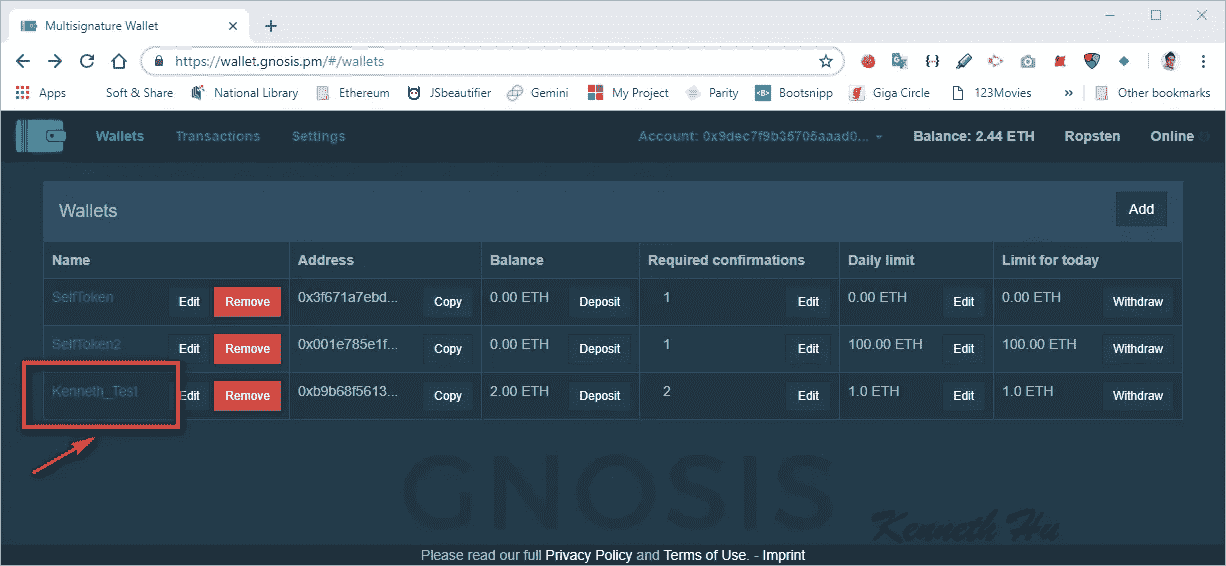 Multisignature Wallet
https://wallet.gnosis.pm/#/wallets
Apps Soft & Share National Library Ethereum JSbeautifier Gemini My Project Parity Bootsnipp Giga Circle 123Movies » Other bookmarks
Wallets Transactions Settings Account: 0x9dec7f9b35705aaad0... Balance: 2.44 ETH Ropsten Online
Wallets Add
Name Address Balance Required confirmations Daily limit Limit for today
SelfToken Edit Remove 0x3f671a7ebd... Copy 0.00 ETH Deposit 1 Edit 0.00 ETH Edit 0.00 ETH Withdraw
SelfToken2 Edit Remove 0x001e785e1f... Copy 0.00 ETH Deposit 1 Edit 100.00 ETH Edit 100.00 ETH Withdraw
Kenneth_Test Edit Remove 0xb9b68f5613... Copy 2.00 ETH Deposit 2 Edit 1.0 ETH Edit 1.0 ETH Withdraw
GNOSIS
Kenneth Hu
Please read our full Privacy Policy and Terms of Use. - Imprint